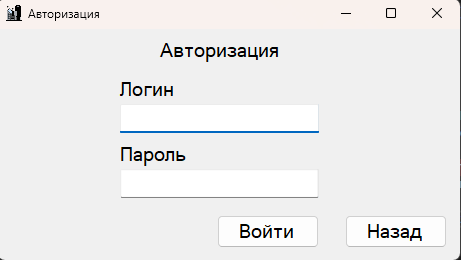 Авторизация
Авторизация
Логин
Пароль
Войти Назад